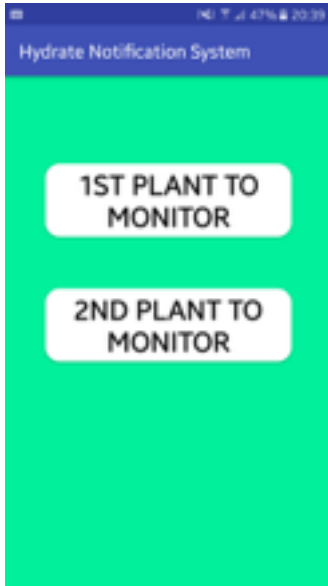 47% 20:39
Hydrate Notification System
1ST PLANT TO
MONITOR
2ND PLANT TO
MONITOR